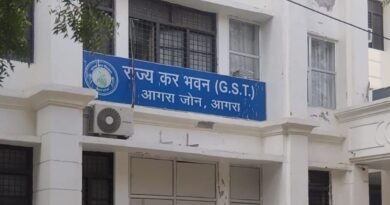 राज्य कर भवन (G.S.T.)
आगरा जोन, आगरा